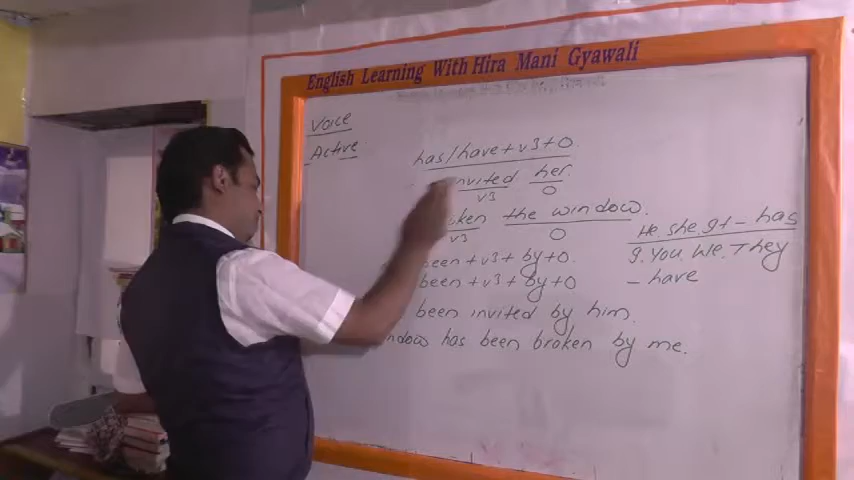 English Learning With Hira Mani Gyawali
Voice
Active
has/have + v3 + O.
invited her.
v3 O
the window.
v3 O
been + v3 + by + O.
been + v3 + by + O
been invited by him.
has been broken by me.
He. she. It - has
I. You. We. They
- have